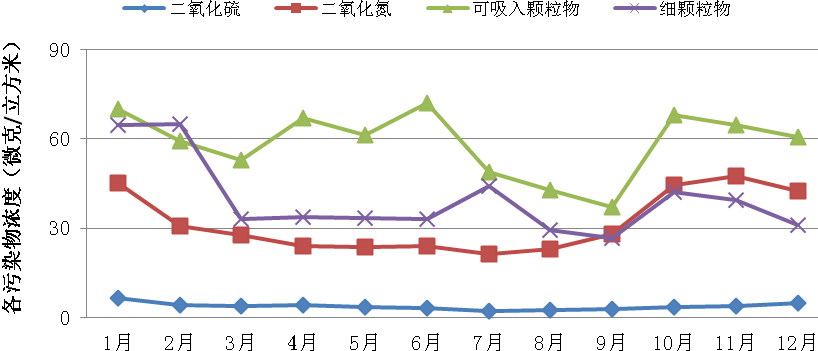 二氧化硫 二氧化氮 可吸入颗粒物 细颗粒物
各污染物浓度（微克/立方米）
90
60
30
0
1月 2月 3月 4月 5月 6月 7月 8月 9月 10月 11月 12月